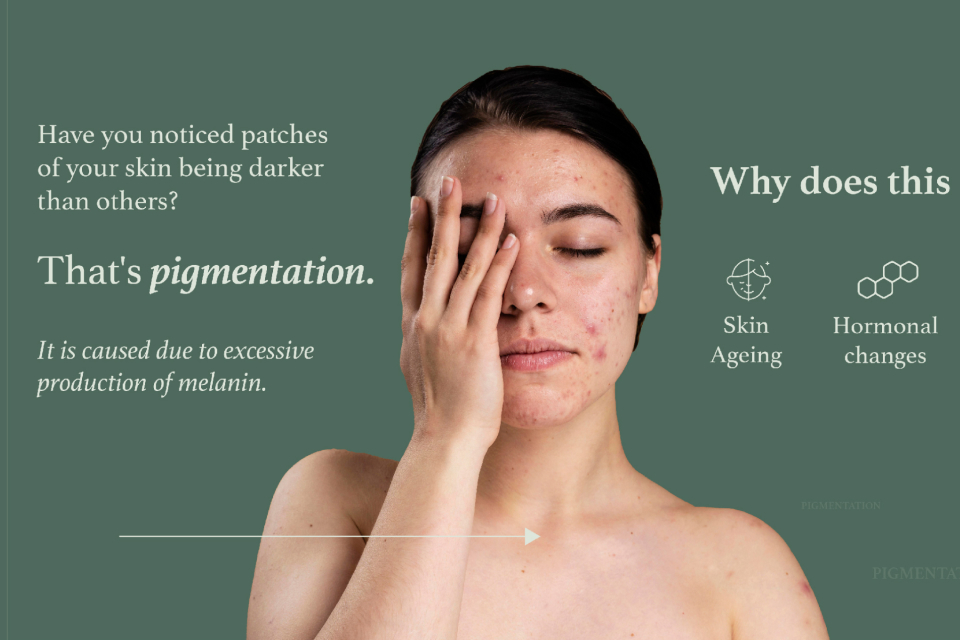 Have you noticed patches
of your skin being darker
than others?
That's pigmentation.
It is caused due to excessive
production of melanin.
Why does this
Skin
Ageing
Hormonal
changes
PIGMENTATION
PIGMENTAT